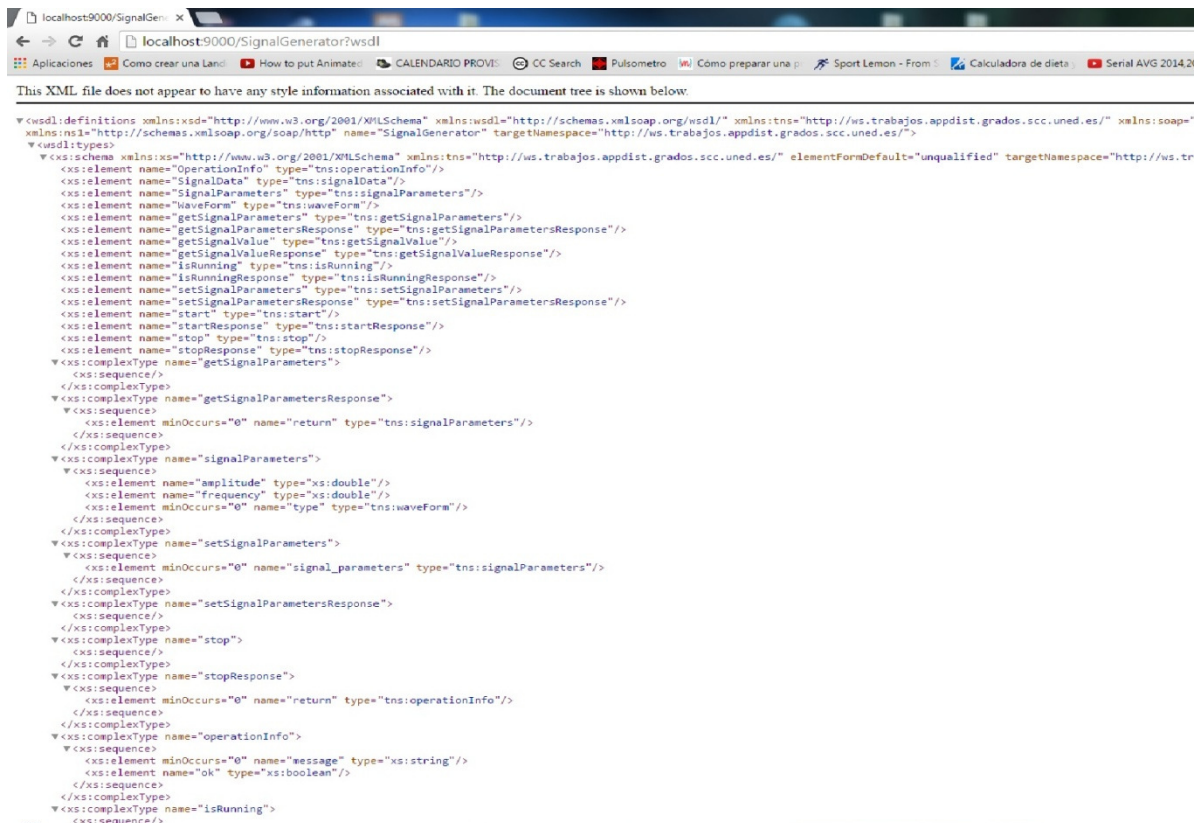 localhost:9000/SignalGen
localhost:9000/SignalGenerator?wsdl
Aplicaciones Como crear una Land How to put Animated CALENDARIO PROVIS CC Search Pulsometro Cómo preparar una p Sport Lemon - From S Calculadora de dieta y Serial AVG 2014,20
This XML file does not appear to have any style information associated with it. The document tree is shown below.
▼<wsdl:definitions xmlns:xsd="http://www.w3.org/2001/XMLSchema" xmlns:wsdl="http://schemas.xmlsoap.org/wsdl/" xmlns:tns="http://ws.trabajos.appdist.grados.scc.uned.es/" xmlns:soap="
xmlns:ns1="http://schemas.xmlsoap.org/soap/http" name="SignalGenerator" targetNamespace="http://ws.trabajos.appdist.grados.scc.uned.es/">
▼<wsdl:types>
▼<xs:schema xmlns:xs="http://www.w3.org/2001/XMLSchema" xmlns:tns="http://ws.trabajos.appdist.grados.scc.uned.es/" elementFormDefault="unqualified" targetNamespace="http://ws.tr
<xs:element name="OperationInfo" type="tns:operationInfo"/>
<xs:element name="SignalData" type="tns:signalData"/>
<xs:element name="SignalParameters" type="tns:signalParameters"/>
<xs:element name="WaveForm" type="tns:waveForm"/>
<xs:element name="getSignalParameters" type="tns:getSignalParameters"/>
<xs:element name="getSignalParametersResponse" type="tns:getSignalParametersResponse"/>
<xs:element name="getSignalValue" type="tns:getSignalValue"/>
<xs:element name="getSignalValueResponse" type="tns:getSignalValueResponse"/>
<xs:element name="isRunning" type="tns:isRunning"/>
<xs:element name="isRunningResponse" type="tns:isRunningResponse"/>
<xs:element name="setSignalParameters" type="tns:setSignalParameters"/>
<xs:element name="setSignalParametersResponse" type="tns:setSignalParametersResponse"/>
<xs:element name="start" type="tns:start"/>
<xs:element name="startResponse" type="tns:startResponse"/>
<xs:element name="stop" type="tns:stop"/>
<xs:element name="stopResponse" type="tns:stopResponse"/>
▼<xs:complexType name="getSignalParameters">
<xs:sequence/>
</xs:complexType>
▼<xs:complexType name="getSignalParametersResponse">
▼<xs:sequence>
<xs:element minOccurs="0" name="return" type="tns:signalParameters"/>
</xs:sequence>
</xs:complexType>
▼<xs:complexType name="signalParameters">
▼<xs:sequence>
<xs:element name="amplitude" type="xs:double"/>
<xs:element name="frequency" type="xs:double"/>
<xs:element minOccurs="0" name="type" type="tns:waveForm"/>
</xs:sequence>
</xs:complexType>
▼<xs:complexType name="setSignalParameters">
▼<xs:sequence>
<xs:element minOccurs="0" name="signal_parameters" type="tns:signalParameters"/>
</xs:sequence>
</xs:complexType>
▼<xs:complexType name="setSignalParametersResponse">
<xs:sequence/>
</xs:complexType>
▼<xs:complexType name="stop">
<xs:sequence/>
</xs:complexType>
▼<xs:complexType name="stopResponse">
▼<xs:sequence>
<xs:element minOccurs="0" name="return" type="tns:operationInfo"/>
</xs:sequence>
</xs:complexType>
▼<xs:complexType name="operationInfo">
▼<xs:sequence>
<xs:element minOccurs="0" name="message" type="xs:string"/>
<xs:element name="ok" type="xs:boolean"/>
</xs:sequence>
</xs:complexType>
▼<xs:complexType name="isRunning">
<xs:sequence/>